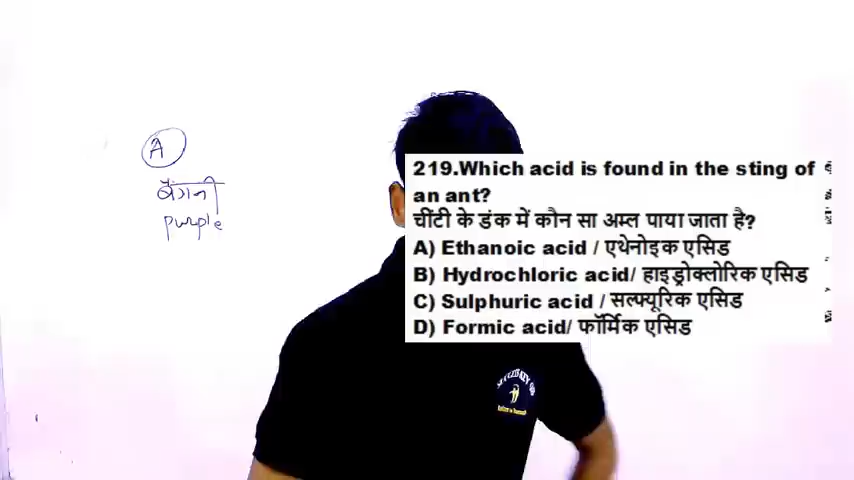 A
बैंगनी
purple
219.Which acid is found in the sting of
an ant?
चींटी के डंक में कौन सा अम्ल पाया जाता है?
A) Ethanoic acid / एथेनोइक एसिड
B) Hydrochloric acid/ हाइड्रोक्लोरिक एसिड
C) Sulphuric acid / सल्फ्यूरिक एसिड
D) Formic acid/ फॉर्मिक एसिड